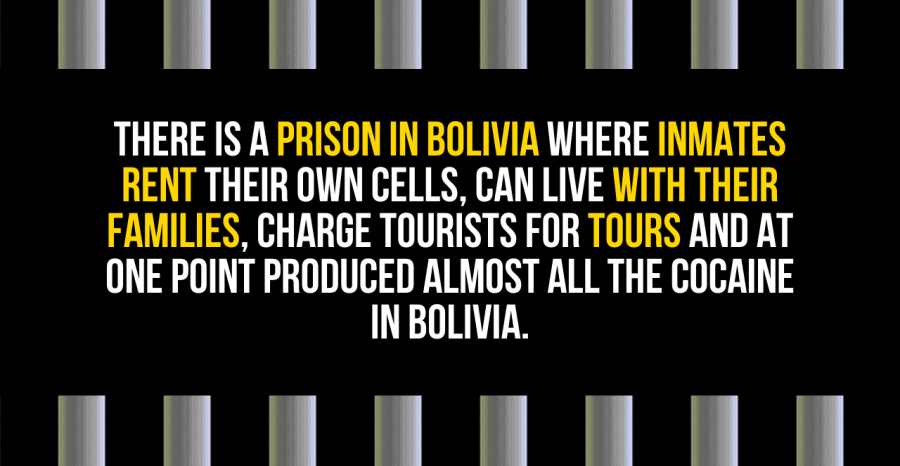 THERE IS A PRISON IN BOLIVIA WHERE INMATES
RENT THEIR OWN CELLS, CAN LIVE WITH THEIR
FAMILIES, CHARGE TOURISTS FOR TOURS AND AT
ONE POINT PRODUCED ALMOST ALL THE COCAINE
IN BOLIVIA.